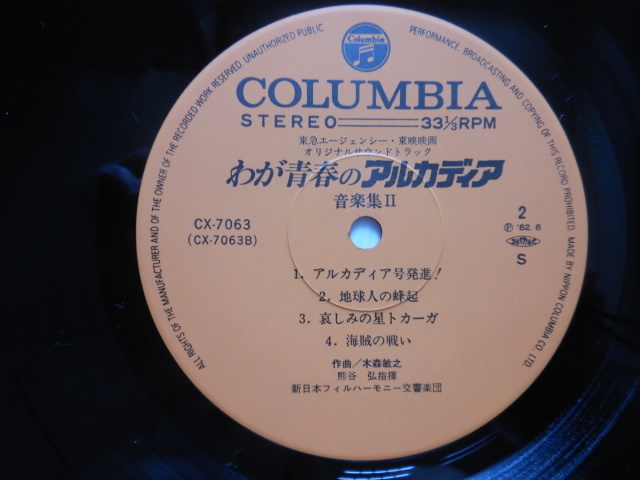 ALL RIGHTS OF THE MANUFACTURER AND OF THE OWNER OF THE RECORDED WORK RESERVED. UNAUTHORIZED PUBLIC PERFORMANCE, BROADCASTING AND COPYING OF THIS RECORD PROHIBITED. MADE BY NIPPON COLUMBIA CO. LTD.
Columbia
COLUMBIA
STEREO 33⅓RPM
東急エージェンシー・東映映画
オリジナルサウンドトラック
わが青春のアルカディア
音楽集II
CX-7063
(CX-7063B)
2
Ⓟ '82. 8
S
1. アルカディア号発進!
2. 地球人の蜂起
3. 哀しみの星トカーガ
4. 海賊の戦い
作曲/木森敏之
熊谷 弘指揮
新日本フィルハーモニー交響楽団